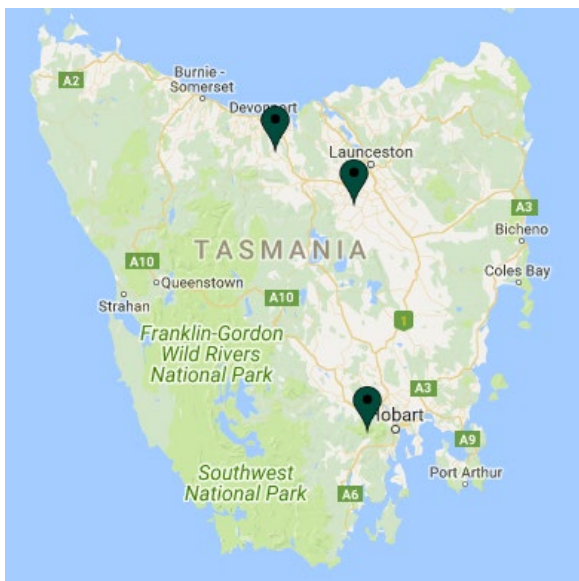 A2
Burnie -
Somerset
Devonport
Launceston
A3
Bicheno
TASMANIA
A10
Queenstown
Coles Bay
Strahan
A10
1
Franklin-Gordon
Wild Rivers
National Park
A3
Hobart
A9
Port Arthur
Southwest
National Park
A6